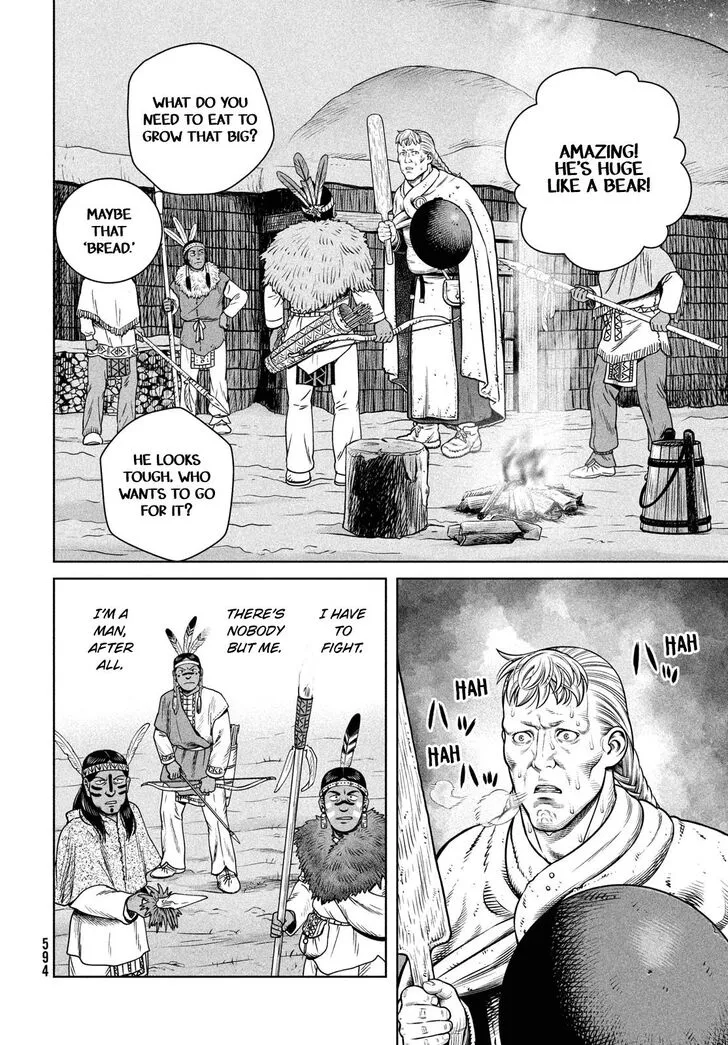 AMAZING!
HE'S HUGE
LIKE A BEAR!
WHAT DO YOU
NEED TO EAT TO
GROW THAT BIG?
MAYBE
THAT
'BREAD.'
HE LOOKS
TOUGH. WHO
WANTS TO GO
FOR IT?
HAH
ハッ
HAH
ハッ
HAH
ハッ
I HAVE
TO
FIGHT.
THERE'S
NOBODY
BUT ME.
I'M A
MAN,
AFTER
ALL.
594